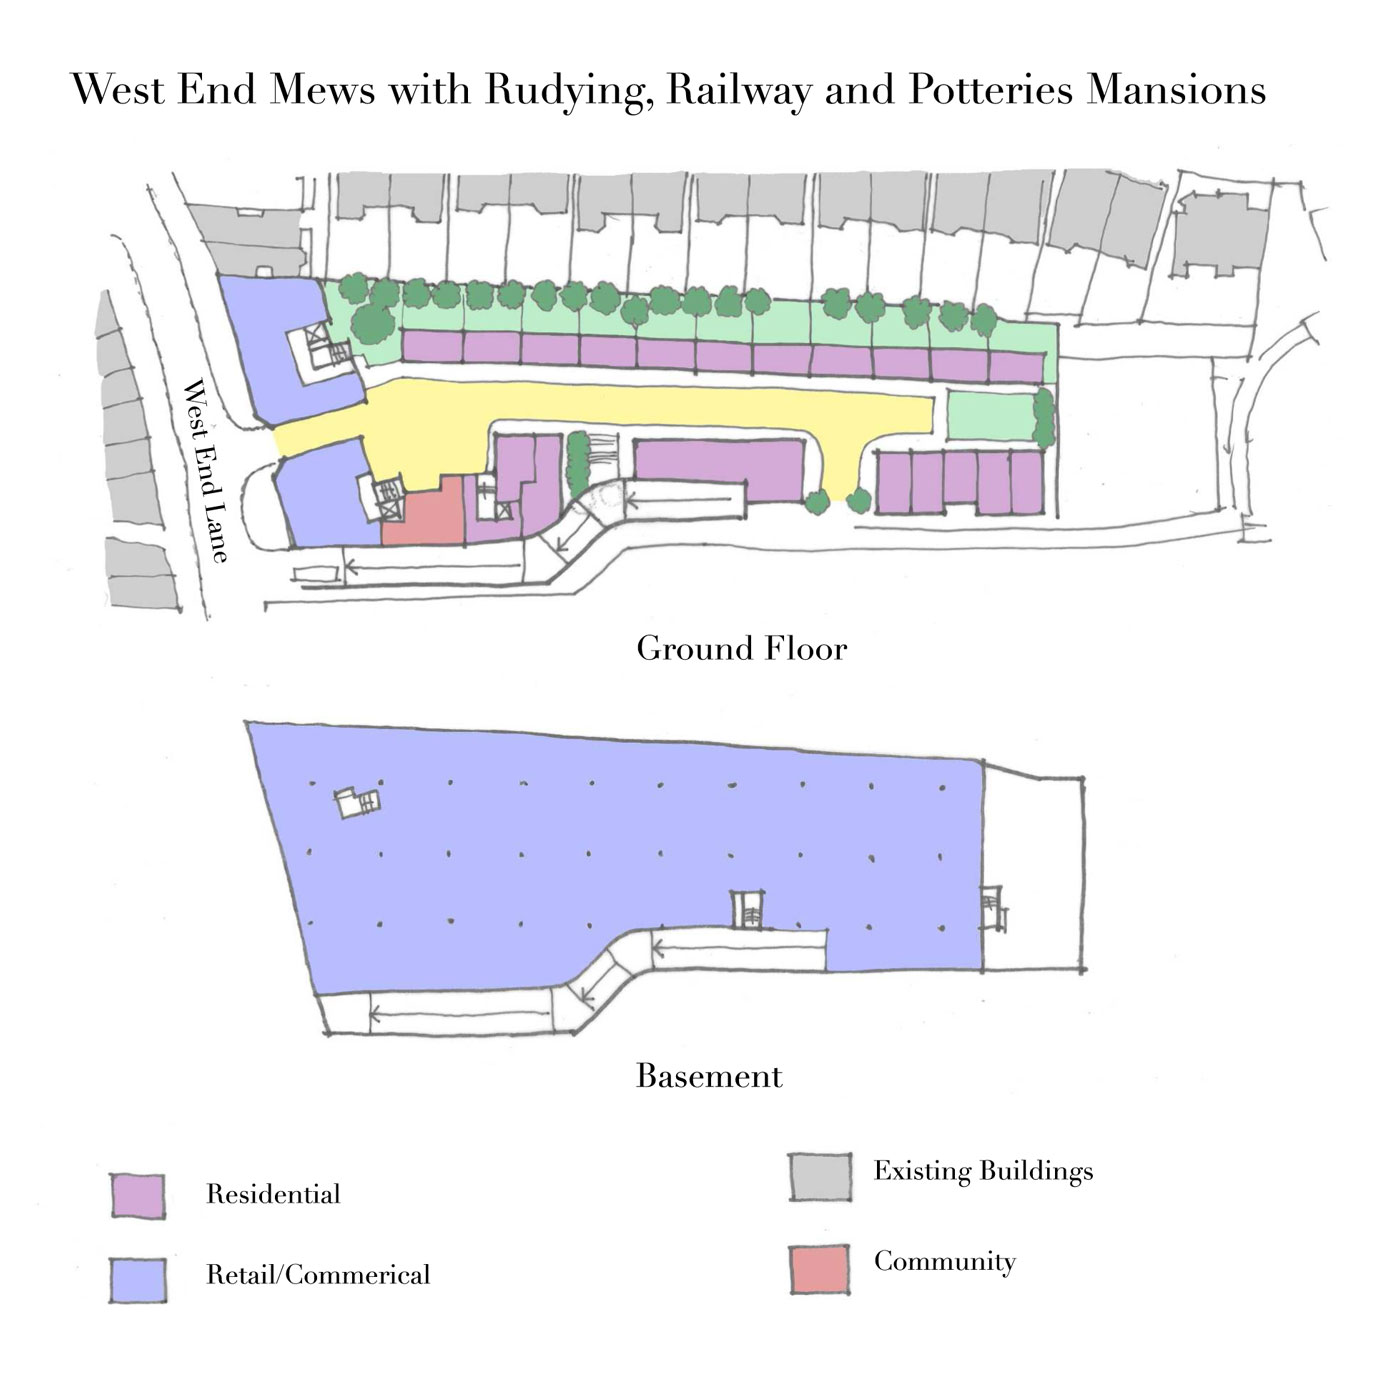 West End Mews with Rudying, Railway and Potteries Mansions
West End Lane
Ground Floor
Basement
Residential
Existing Buildings
Retail/Commerical
Community